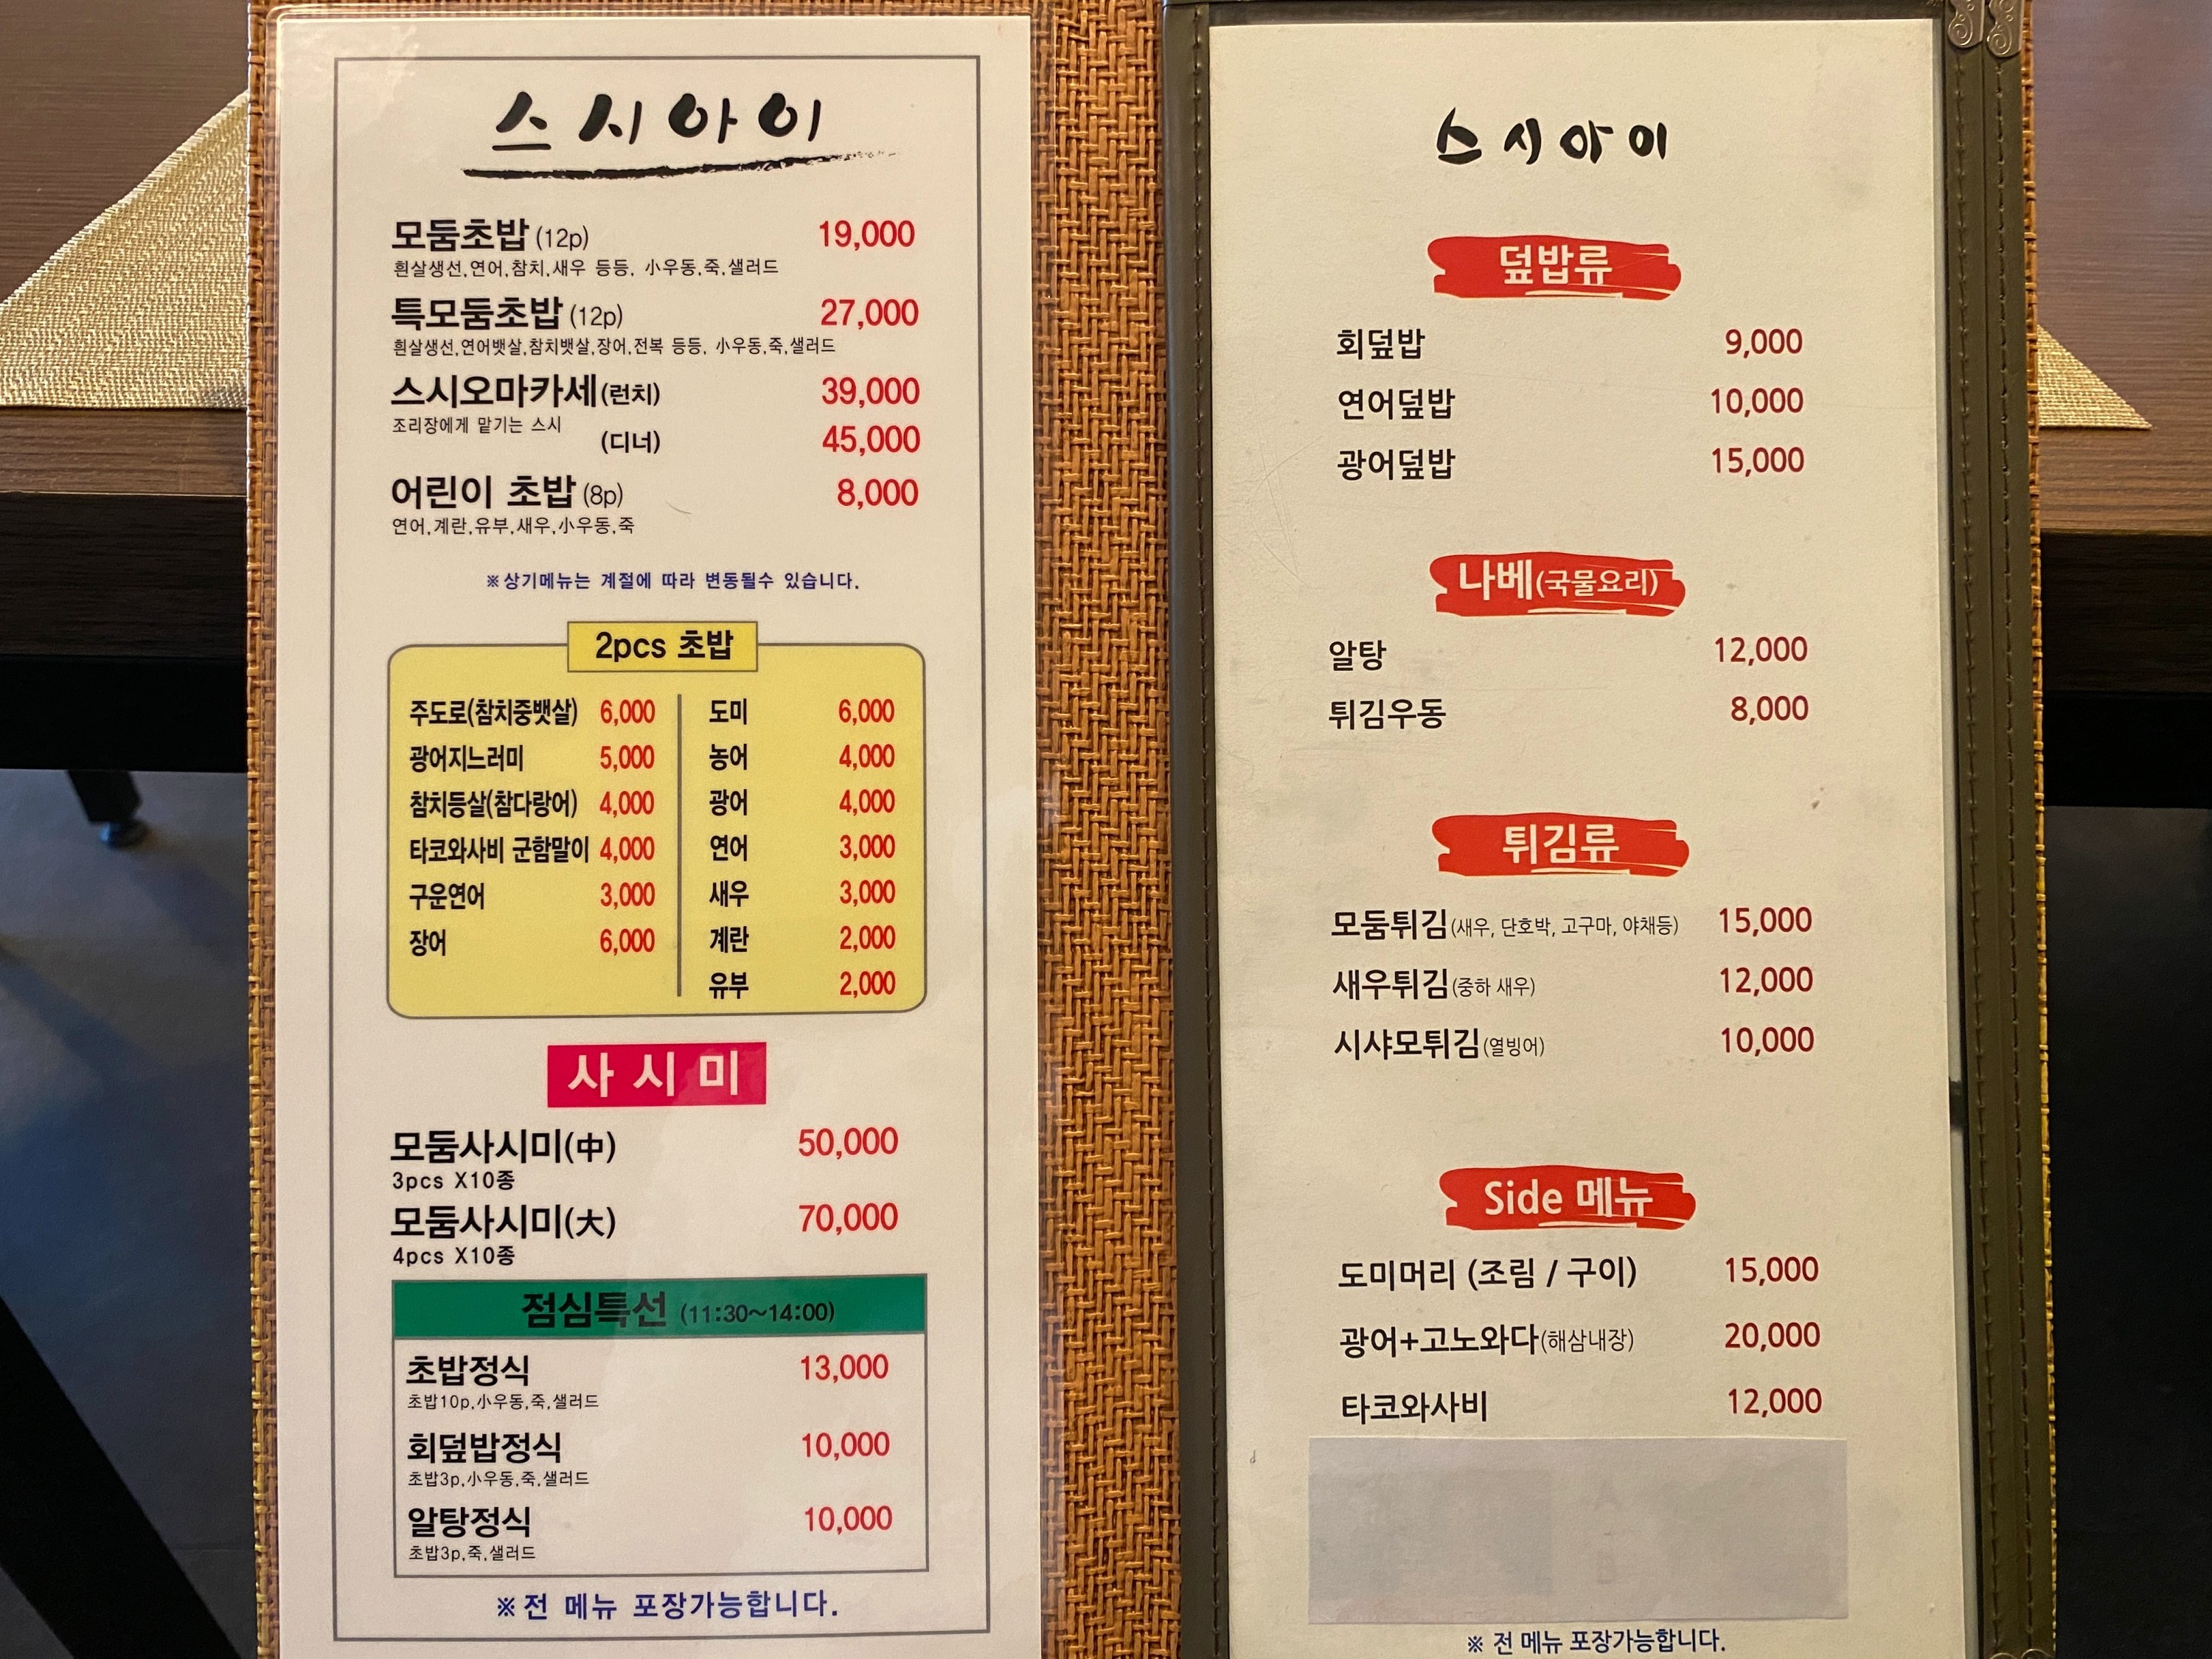 스시아이
모둠초밥 (12p) 19,000
흰살생선,연어,참치,새우 등등, 小우동,죽,샐러드
특모둠초밥 (12p) 27,000
흰살생선,연어뱃살,참치뱃살,장어,전복 등등, 小우동,죽,샐러드
스시오마카세(런치) 39,000
조리장에게 맡기는 스시
(디너) 45,000
어린이 초밥 (8p) 8,000
연어,계란,유부,새우,小우동,죽
※상기메뉴는 계절에 따라 변동될수 있습니다.
2pcs 초밥
주도로(참치중뱃살) 6,000
광어지느러미 5,000
참치등살(참다랑어) 4,000
타코와사비 군함말이 4,000
구운연어 3,000
장어 6,000
도미 6,000
농어 4,000
광어 4,000
연어 3,000
새우 3,000
계란 2,000
유부 2,000
사시미
모둠사시미(中) 50,000
3pcs X10종
모둠사시미(大) 70,000
4pcs X10종
점심특선 (11:30~14:00)
초밥정식 13,000
초밥10p,小우동,죽,샐러드
회덮밥정식 10,000
초밥3p,小우동,죽,샐러드
알탕정식 10,000
초밥3p,죽,샐러드
※전 메뉴 포장가능합니다.
스시아이
덮밥류
회덮밥 9,000
연어덮밥 10,000
광어덮밥 15,000
나베(국물요리)
알탕 12,000
튀김우동 8,000
튀김류
모둠튀김(새우, 단호박, 고구마, 야채등) 15,000
새우튀김(중하 새우) 12,000
시샤모튀김(열빙어) 10,000
Side 메뉴
도미머리 (조림 / 구이) 15,000
광어+고노와다(해삼내장) 20,000
타코와사비 12,000
※ 전 메뉴 포장가능합니다.